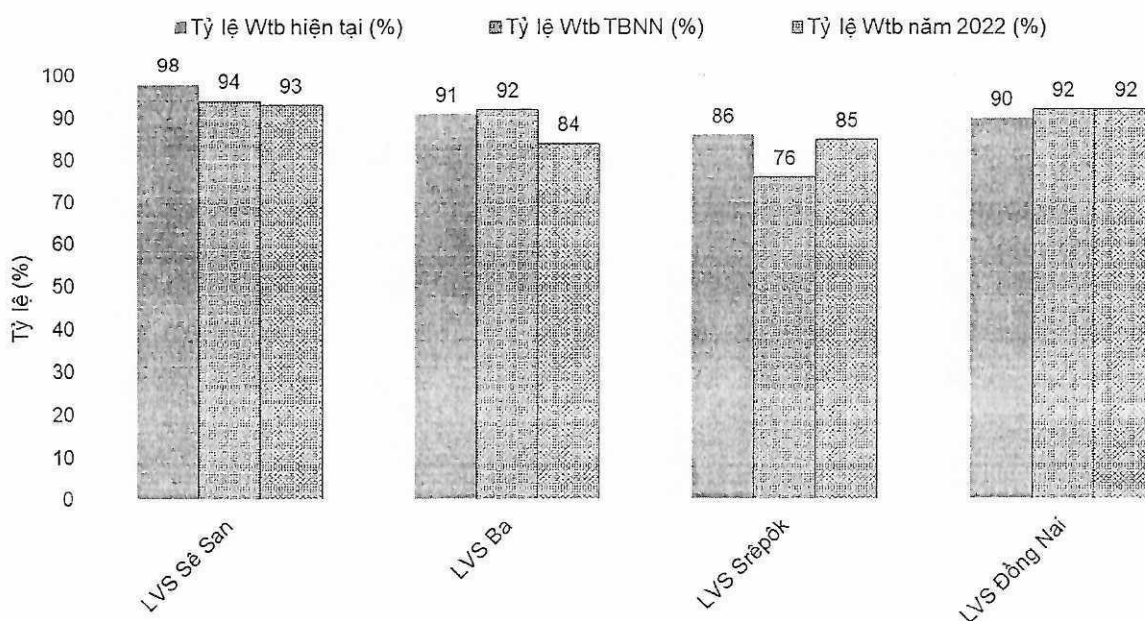 Tỷ lệ Wtb hiện tại (%) Tỷ lệ Wtb TBNN (%) Tỷ lệ Wtb năm 2022 (%)
Tỷ lệ (%)
100
90
80
70
60
50
40
30
20
10
0
98 94 93
91 92 84
86 76 85
90 92 92
LVS Sê San
LVS Ba
LVS Srêpôk
LVS Đồng Nai